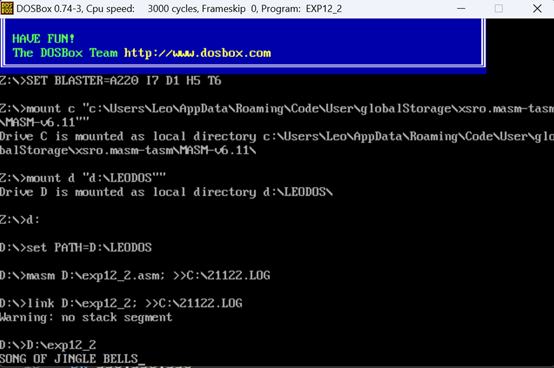 DOSBox 0.74-3, Cpu speed: 3000 cycles, Frameskip 0, Program: EXP12_2
HAVE FUN!
The DOSBox Team http://www.dosbox.com
Z:\>SET BLASTER=A220 I7 D1 H5 T6
Z:\>mount c "c:\Users\Leo\AppData\Roaming\Code\User\globalStorage\xsro.masm-tasm
\MASM-v6.11""
Drive C is mounted as local directory c:\Users\Leo\AppData\Roaming\Code\User\glo
balStorage\xsro.masm-tasm\MASM-v6.11\
Z:\>mount d "d:\LEODOS""
Drive D is mounted as local directory d:\LEODOS\
Z:\>d:
D:\>set PATH=D:\LEODOS
D:\>masm D:\exp12_2.asm; >>C:\21122.LOG
D:\>link D:\exp12_2; >>C:\21122.LOG
Warning: no stack segment
D:\>D:\exp12_2
SONG OF JINGLE BELLS_